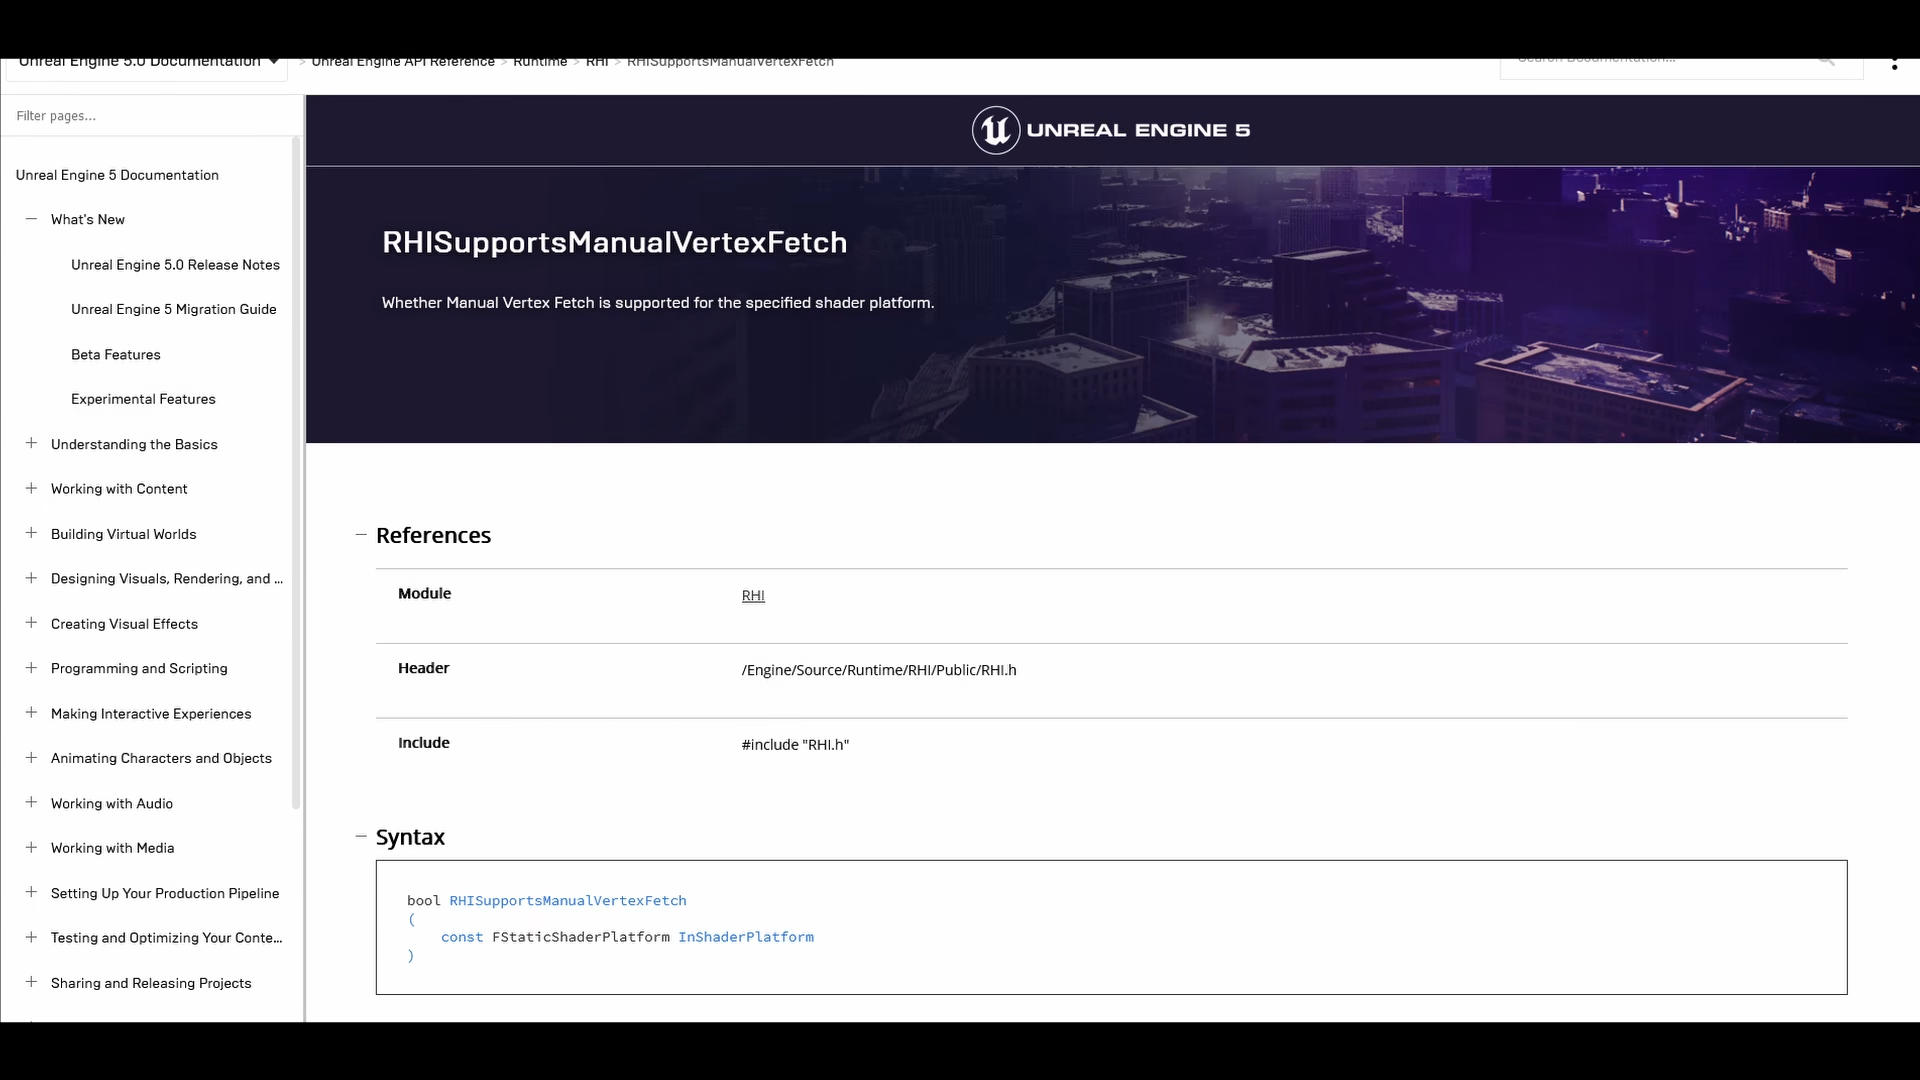 Unreal Engine 5.0 Documentation
> Unreal Engine API Reference > Runtime > RHI > RHISupportsManualVertexFetch
Search Documentation...
Filter pages...
Unreal Engine 5 Documentation
What's New
Unreal Engine 5.0 Release Notes
Unreal Engine 5 Migration Guide
Beta Features
Experimental Features
Understanding the Basics
Working with Content
Building Virtual Worlds
Designing Visuals, Rendering, and ...
Creating Visual Effects
Programming and Scripting
Making Interactive Experiences
Animating Characters and Objects
Working with Audio
Working with Media
Setting Up Your Production Pipeline
Testing and Optimizing Your Conte...
Sharing and Releasing Projects
UNREAL ENGINE 5
RHISupportsManualVertexFetch
Whether Manual Vertex Fetch is supported for the specified shader platform.
References
Module RHI
Header /Engine/Source/Runtime/RHI/Public/RHI.h
Include #include "RHI.h"
Syntax
bool RHISupportsManualVertexFetch
(
const FStaticShaderPlatform InShaderPlatform
)